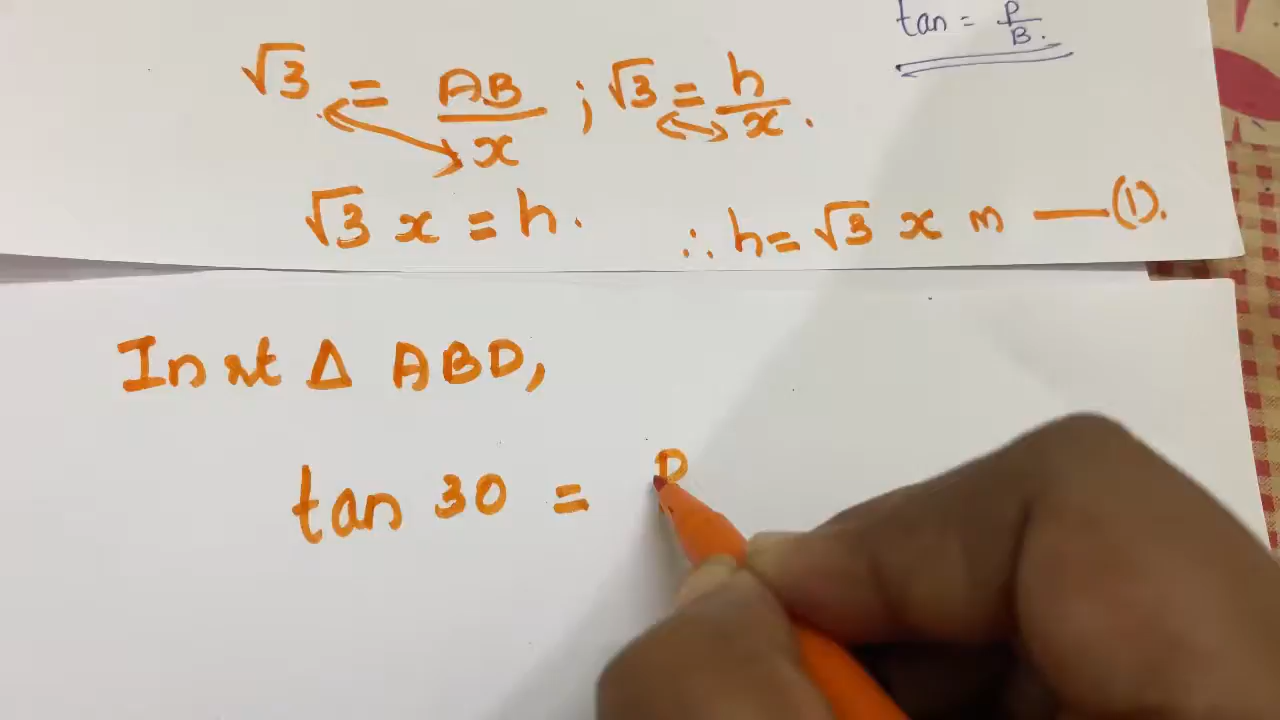 tan = P/B.
√3 = AB/x ; √3 = h/x.
√3 x = h. ∴ h = √3 x m —(1).
In rt Δ ABD,
tan 30 = P